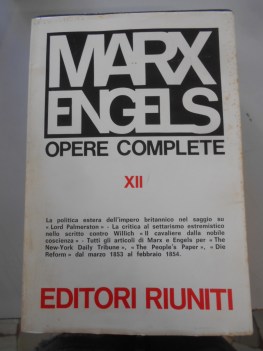 MARX
ENGELS
OPERE COMPLETE
XII
La politica estera dell'impero britannico nel saggio su
« Lord Palmerston » - La critica al settarismo estremistico
nello scritto contro Willich « Il cavaliere dalla nobile
coscienza » - Tutti gli articoli di Marx e Engels per « The
New-York Daily Tribune », « The People's Paper », « Die
Reform » dal marzo 1853 al febbraio 1854.
EDITORI RIUNITI